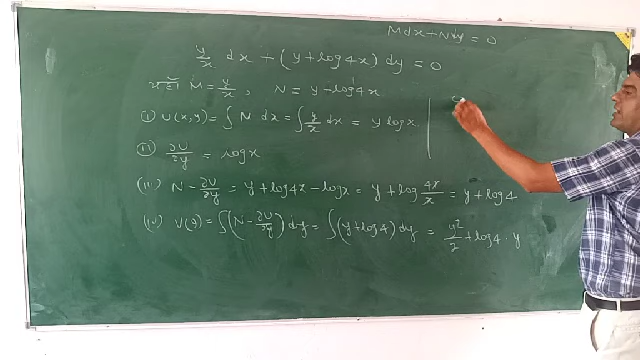 Mdx + Ndy = 0
y/x dx + (y + log 4x) dy = 0
यहाँ M = y/x , N = y + log 4x
(i) U(x, y) = ∫ N dx = ∫ y/x dx = y log x
(ii) ∂U/∂y = log x
(iii) N - ∂U/∂y = y + log 4x - log x = y + log 4x/x = y + log 4
(iv) V(y) = ∫ (N - ∂U/∂y) dy = ∫ (y + log 4) dy = y²/2 + log 4 . y